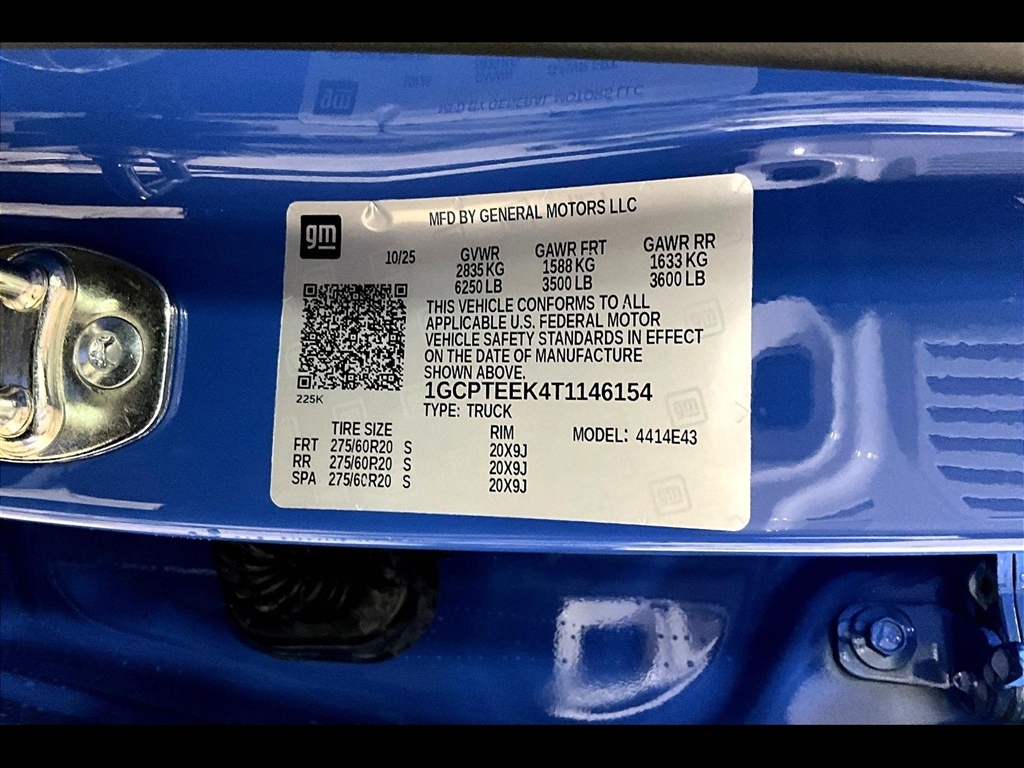 MFD BY GENERAL MOTORS LLC
gm
10/25
GVWR GAWR FRT GAWR RR
2835 KG 1588 KG 1633 KG
6250 LB 3500 LB 3600 LB
THIS VEHICLE CONFORMS TO ALL
APPLICABLE U.S. FEDERAL MOTOR
VEHICLE SAFETY STANDARDS IN EFFECT
ON THE DATE OF MANUFACTURE
SHOWN ABOVE.
225K
1GCPTEEK4T1146154
TYPE: TRUCK
TIRE SIZE RIM MODEL: 4414E43
FRT 275/60R20 S 20X9J
RR 275/60R20 S 20X9J
SPA 275/60R20 S 20X9J